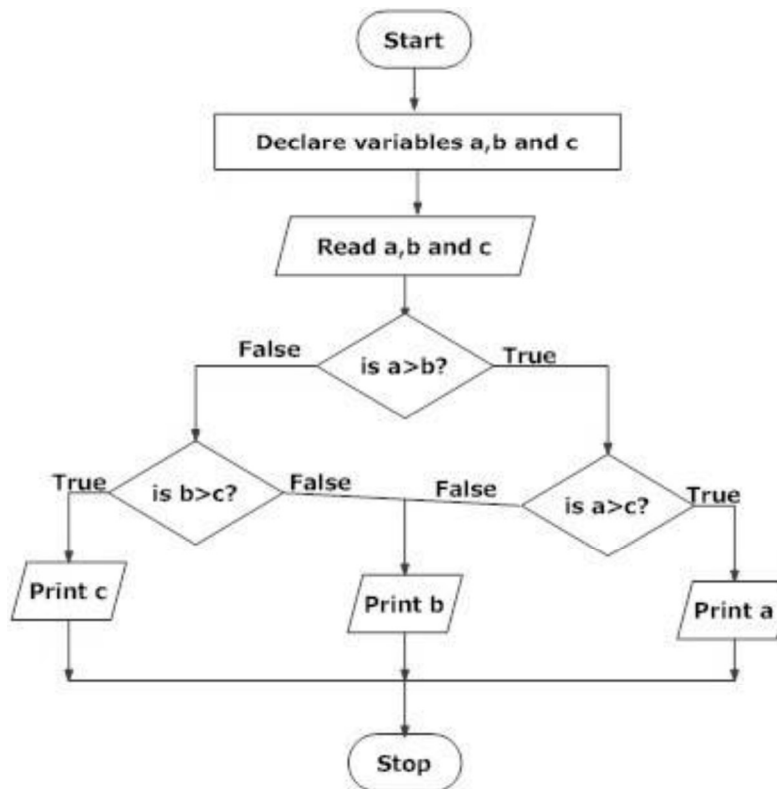 Start
Declare variables a,b and c
Read a,b and c
False
is a>b?
True
True
is b>c?
False
False
is a>c?
True
Print c
Print b
Print a
Stop